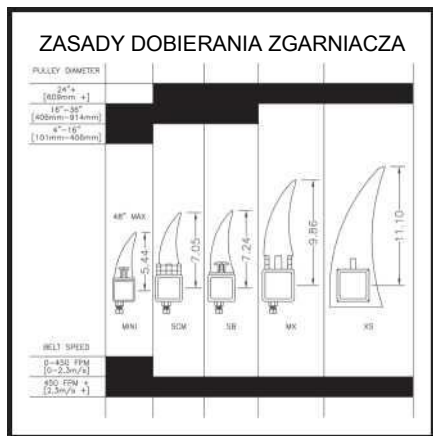 ZASADY DOBIERANIA ZGARNIACZA
PULLEY DIAMETER
24"+
[609mm +]
16"-36"
[406mm-914mm]
4"-16"
[101mm-406mm]
48" MAX
5.44
7.05
7.24
9.86
11.10
MINI
SCM
SB
MX
XS
BELT SPEED
0-450 FPM
[0-2.3m/s]
450 FPM +
[2.3m/s +]